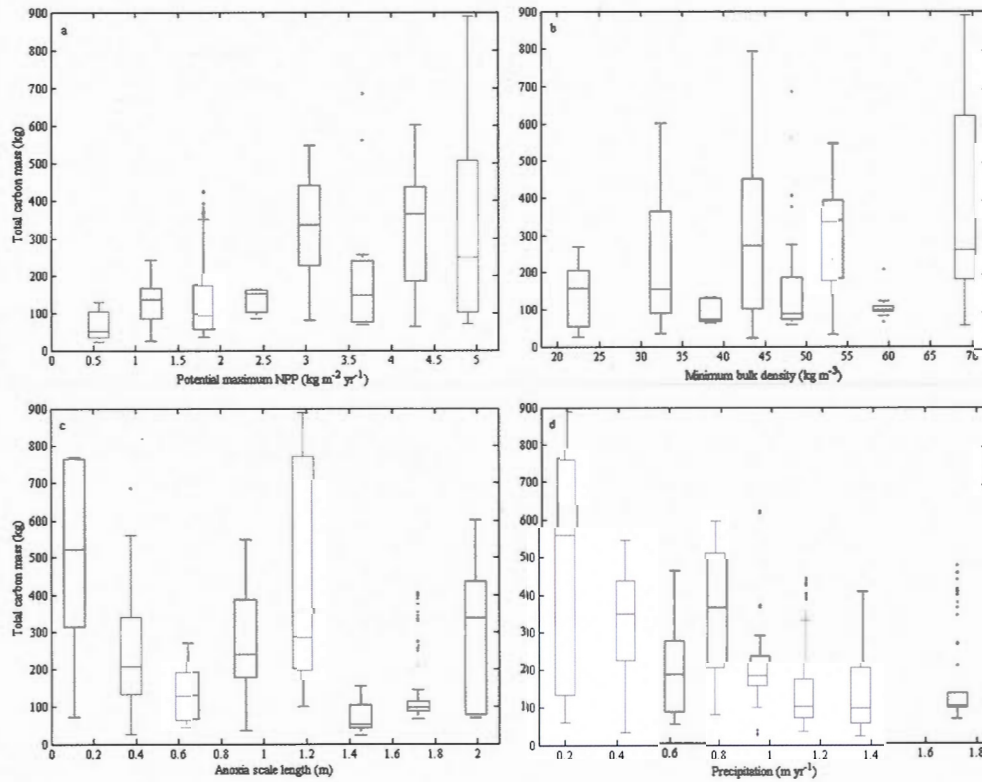 a
900
800
700
600
500
400
300
200
100
0
Total carbon mass (kg)
0.5 1 1.5 2 2.5 3 3.5 4 4.5 5
Potential maximum NPP (kg m⁻² yr⁻¹)
b
900
800
700
600
500
400
300
200
100
0
20 25 30 35 40 45 50 55 60 65 70
Minimum bulk density (kg m⁻³)
c
900
800
700
600
500
400
300
200
100
0
Total carbon mass (kg)
0.2 0.4 0.6 0.8 1 1.2 1.4 1.6 1.8 2
Anoxia scale length (m)
d
900
800
700
600
500
0.2 0.4 0.6 0.8 1 1.2 1.4 1.6 1.8
Precipitation (m yr⁻¹)